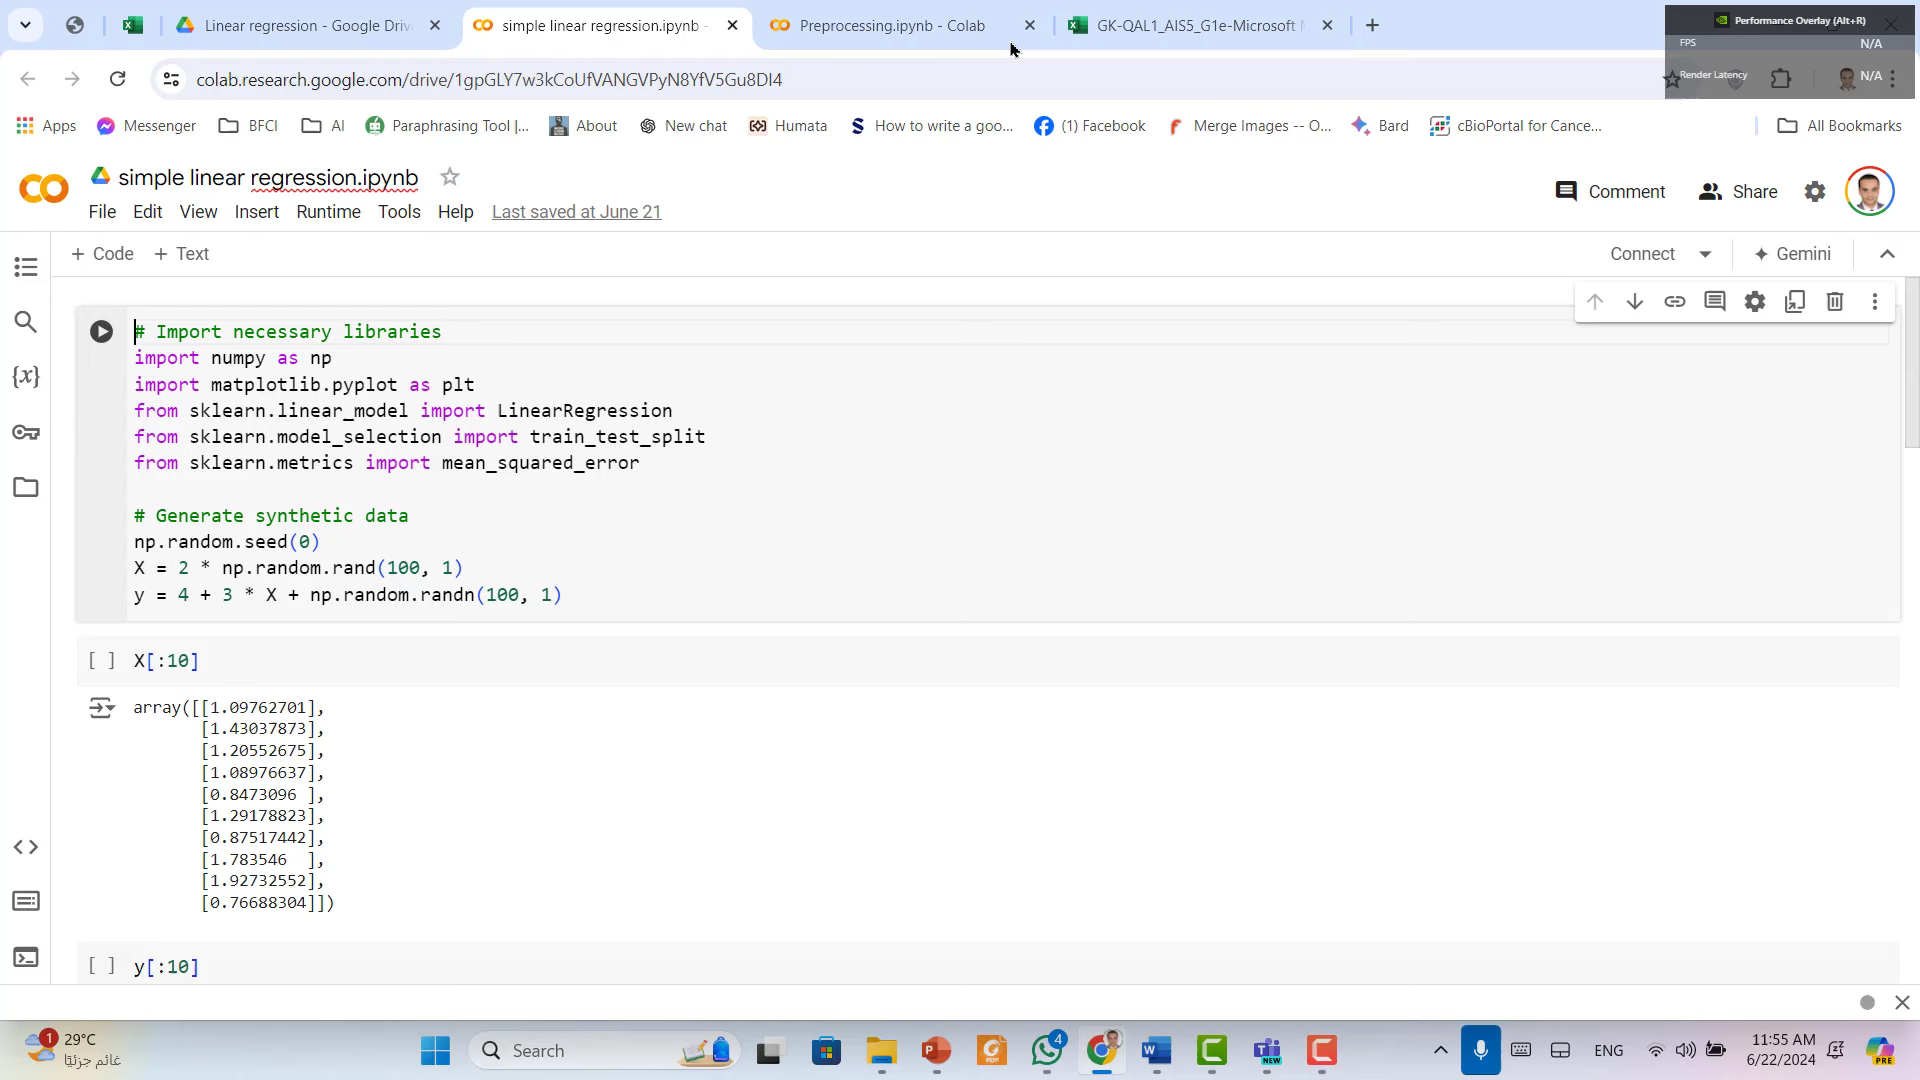 Linear regression - Google Driv
simple linear regression.ipynb -
Preprocessing.ipynb - Colab
GK-QAL1_AIS5_G1e-Microsoft
Performance Overlay (Alt+R)
FPS N/A
Render Latency N/A
colab.research.google.com/drive/1gpGLY7w3kCoUfVANGVPyN8YfV5Gu8DI4
Apps
Messenger
BFCI
AI
Paraphrasing Tool |...
About
New chat
Humata
How to write a goo...
(1) Facebook
Merge Images -- O...
Bard
cBioPortal for Cance...
All Bookmarks
simple linear regression.ipynb
Comment
Share
File Edit View Insert Runtime Tools Help Last saved at June 21
+ Code + Text
Connect
Gemini
# Import necessary libraries
import numpy as np
import matplotlib.pyplot as plt
from sklearn.linear_model import LinearRegression
from sklearn.model_selection import train_test_split
from sklearn.metrics import mean_squared_error
# Generate synthetic data
np.random.seed(0)
X = 2 * np.random.rand(100, 1)
y = 4 + 3 * X + np.random.randn(100, 1)
[ ] X[:10]
array([[1.09762701],
[1.43037873],
[1.20552675],
[1.08976637],
[0.8473096 ],
[1.29178823],
[0.87517442],
[1.783546  ],
[1.92732552],
[0.76688304]])
[ ] y[:10]
1
29°C
غائم جزئيًا
Search
4
NEW
ENG
11:55 AM
6/22/2024
PRE